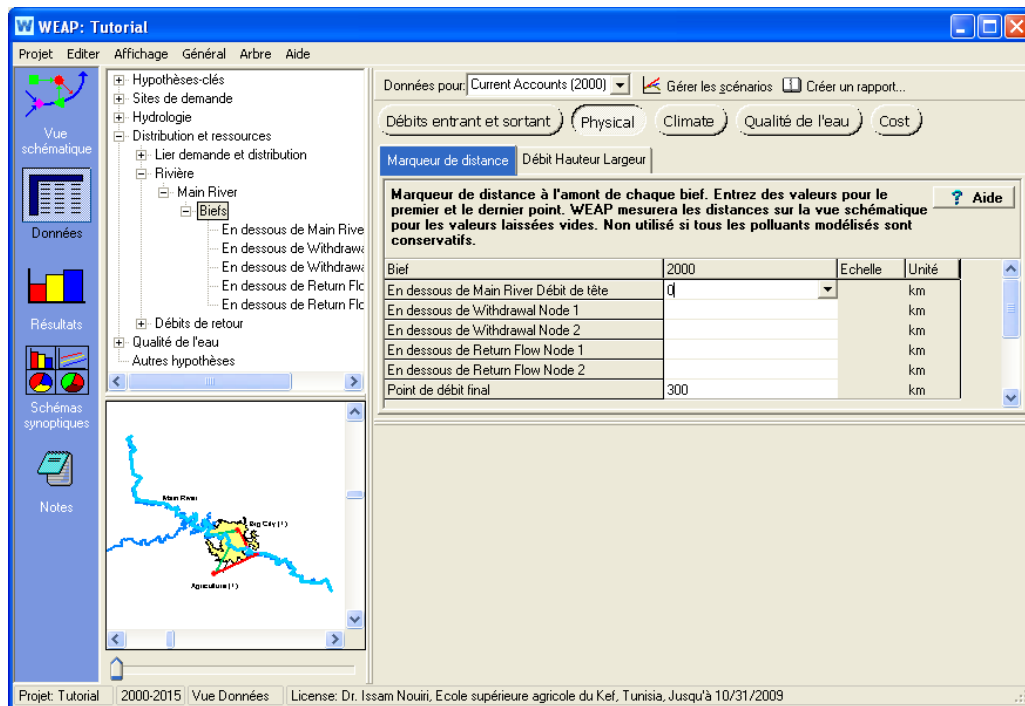 WEAP: Tutorial
Projet Editer Affichage Général Arbre Aide
Vue
schématique
Données
Résultats
Schémas
synoptiques
Notes
Hypothèses-clés
Sites de demande
Hydrologie
Distribution et ressources
Lier demande et distribution
Rivière
Main River
Biefs
En dessous de Main Rive
En dessous de Withdrawa
En dessous de Withdrawa
En dessous de Return Flo
En dessous de Return Flo
Débits de retour
Qualité de l'eau
Autres hypothèses
Main River
Big City (1)
Agriculture (1)
Données pour: Current Accounts (2000) Gérer les scénarios Créer un rapport...
Débits entrant et sortant Physical Climate Qualité de l'eau Cost
Marqueur de distance Débit Hauteur Largeur
Marqueur de distance à l'amont de chaque bief. Entrez des valeurs pour le
premier et le dernier point. WEAP mesurera les distances sur la vue schématique
pour les valeurs laissées vides. Non utilisé si tous les polluants modélisés sont
conservatifs.
? Aide
Bief 2000 Echelle Unité
En dessous de Main River Débit de tête 0 km
En dessous de Withdrawal Node 1 km
En dessous de Withdrawal Node 2 km
En dessous de Return Flow Node 1 km
En dessous de Return Flow Node 2 km
Point de débit final 300 km
Projet: Tutorial 2000-2015 Vue Données License: Dr. Issam Nouiri, Ecole supérieure agricole du Kef, Tunisia, Jusqu'à 10/31/2009